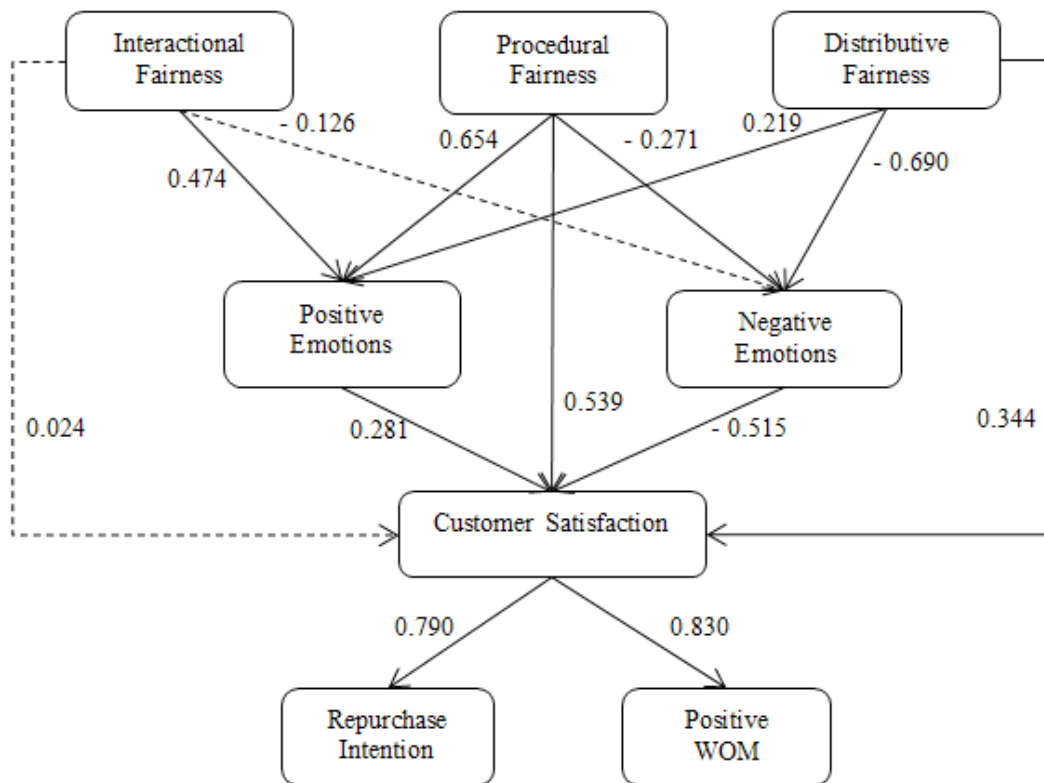 Interactional
Fairness
Procedural
Fairness
Distributive
Fairness
- 0.126
0.654
- 0.271
0.219
0.474
- 0.690
Positive
Emotions
Negative
Emotions
0.024
0.281
0.539
- 0.515
0.344
Customer Satisfaction
0.790
0.830
Repurchase
Intention
Positive
WOM